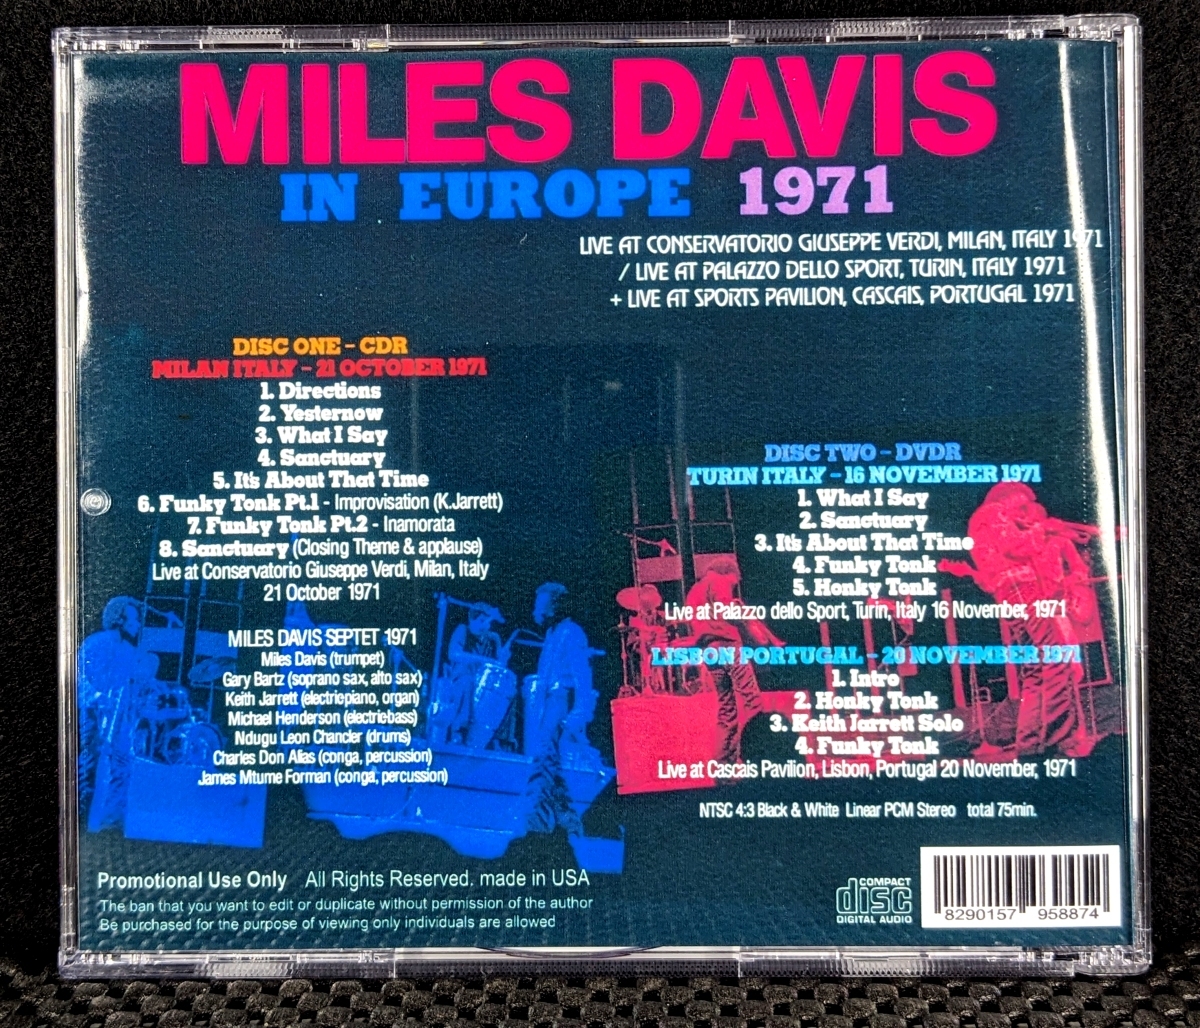 MILES DAVIS
IN EUROPE 1971
LIVE AT CONSERVATORIO GIUSEPPE VERDI, MILAN, ITALY 1971
/ LIVE AT PALAZZO DELLO SPORT, TURIN, ITALY 1971
+ LIVE AT SPORTS PAVILION, CASCAIS, PORTUGAL 1971
DISC ONE - CDR
MILAN ITALY - 21 OCTOBER 1971
1. Directions
2. Yesternow
3. What I Say
4. Sanctuary
5. It's About That Time
6. Funky Tonk Pt.1 - Improvisation (K.Jarrett)
7. Funky Tonk Pt.2 - Inamorata
8. Sanctuary (Closing Theme & applause)
Live at Conservatorio Giuseppe Verdi, Milan, Italy
21 October 1971
MILES DAVIS SEPTET 1971
Miles Davis (trumpet)
Gary Bartz (soprano sax, alto sax)
Keith Jarrett (electriepiano, organ)
Michael Henderson (electriebass)
Ndugu Leon Chancler (drums)
Charles Don Alias (conga, percussion)
James Mtume Forman (conga, percussion)
DISC TWO - DVDR
TURIN ITALY - 16 NOVEMBER 1971
1. What I Say
2. Sanctuary
3. It's About That Time
4. Funky Tonk
5. Honky Tonk
Live at Palazzo dello Sport, Turin, Italy 16 November, 1971
LISBON PORTUGAL - 20 NOVEMBER 1971
1. Intro
2. Honky Tonk
3. Keith Jarrett Solo
4. Funky Tonk
Live at Cascais Pavilion, Lisbon, Portugal 20 November, 1971
NTSC 4:3 Black & White Linear PCM Stereo total 75min.
Promotional Use Only All Rights Reserved. made in USA
The ban that you want to edit or duplicate without permission of the author
Be purchased for the purpose of viewing only individuals are allowed
COMPACT
disc
DIGITAL AUDIO
8290157 958874